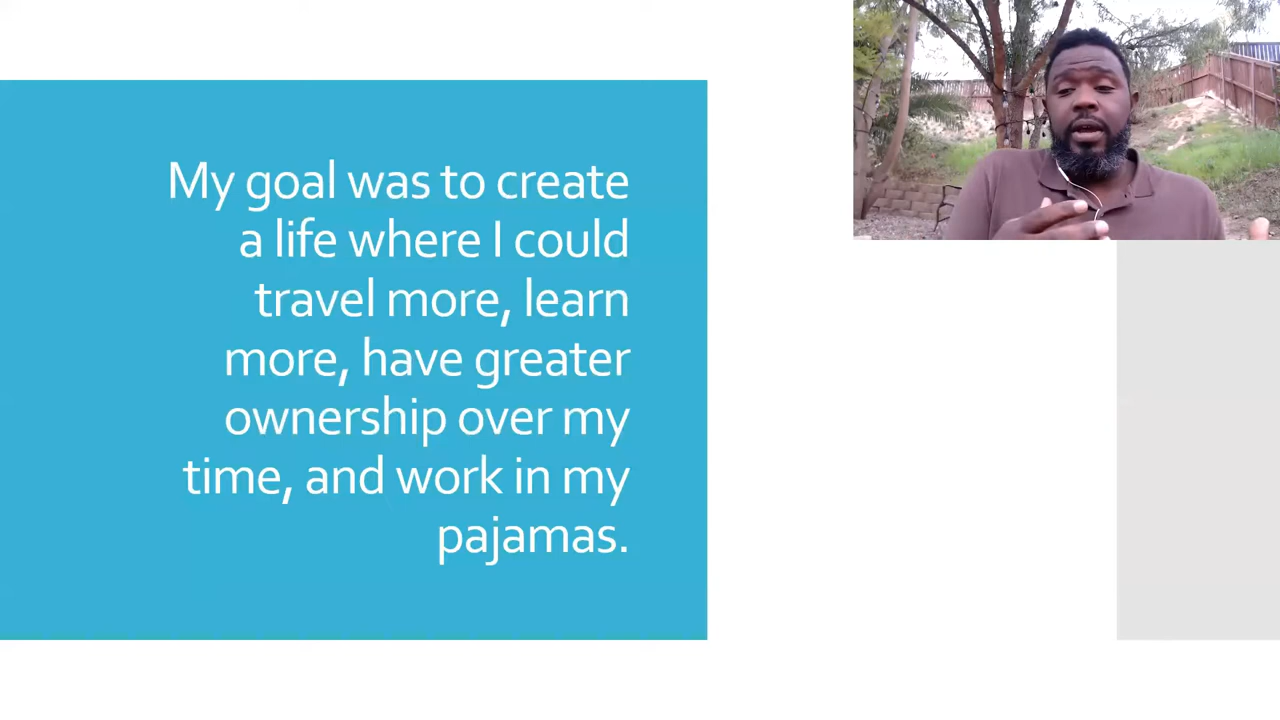 My goal was to create
a life where I could
travel more, learn
more, have greater
ownership over my
time, and work in my
pajamas.